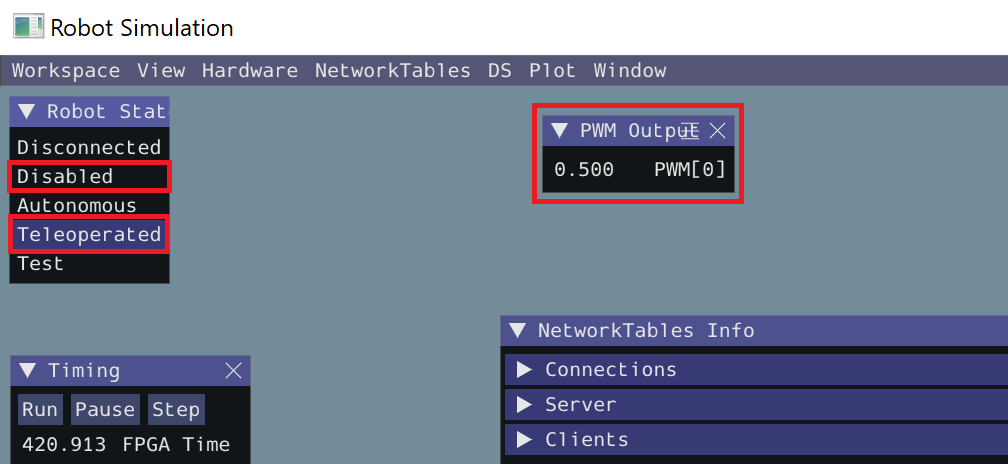 Robot Simulation
Workspace View Hardware NetworkTables DS Plot Window
Robot Stat
Disconnected
Disabled
Autonomous
Teleoperated
Test
PWM Output
0.500 PWM[0]
Timing
Run Pause Step
420.913 FPGA Time
NetworkTables Info
Connections
Server
Clients